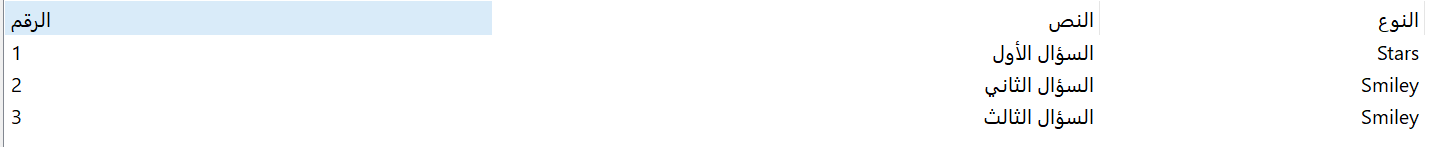 الرقم النص النوع
1 السؤال الأول Stars
2 السؤال الثاني Smiley
3 السؤال الثالث Smiley